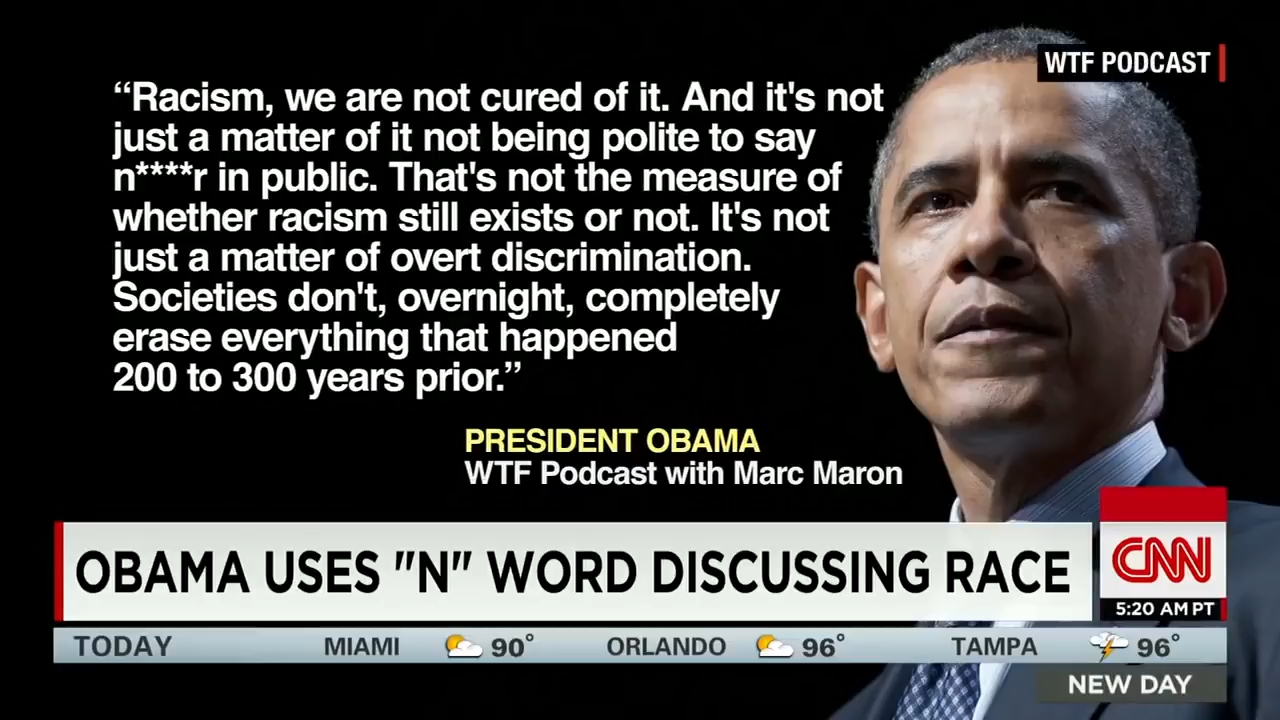 WTF PODCAST
“Racism, we are not cured of it. And it's not
just a matter of it not being polite to say
n****r in public. That's not the measure of
whether racism still exists or not. It's not
just a matter of overt discrimination.
Societies don't, overnight, completely
erase everything that happened
200 to 300 years prior.”
PRESIDENT OBAMA
WTF Podcast with Marc Maron
OBAMA USES "N" WORD DISCUSSING RACE
CNN
5:20 AM PT
TODAY MIAMI 90° ORLANDO 96° TAMPA 96°
NEW DAY